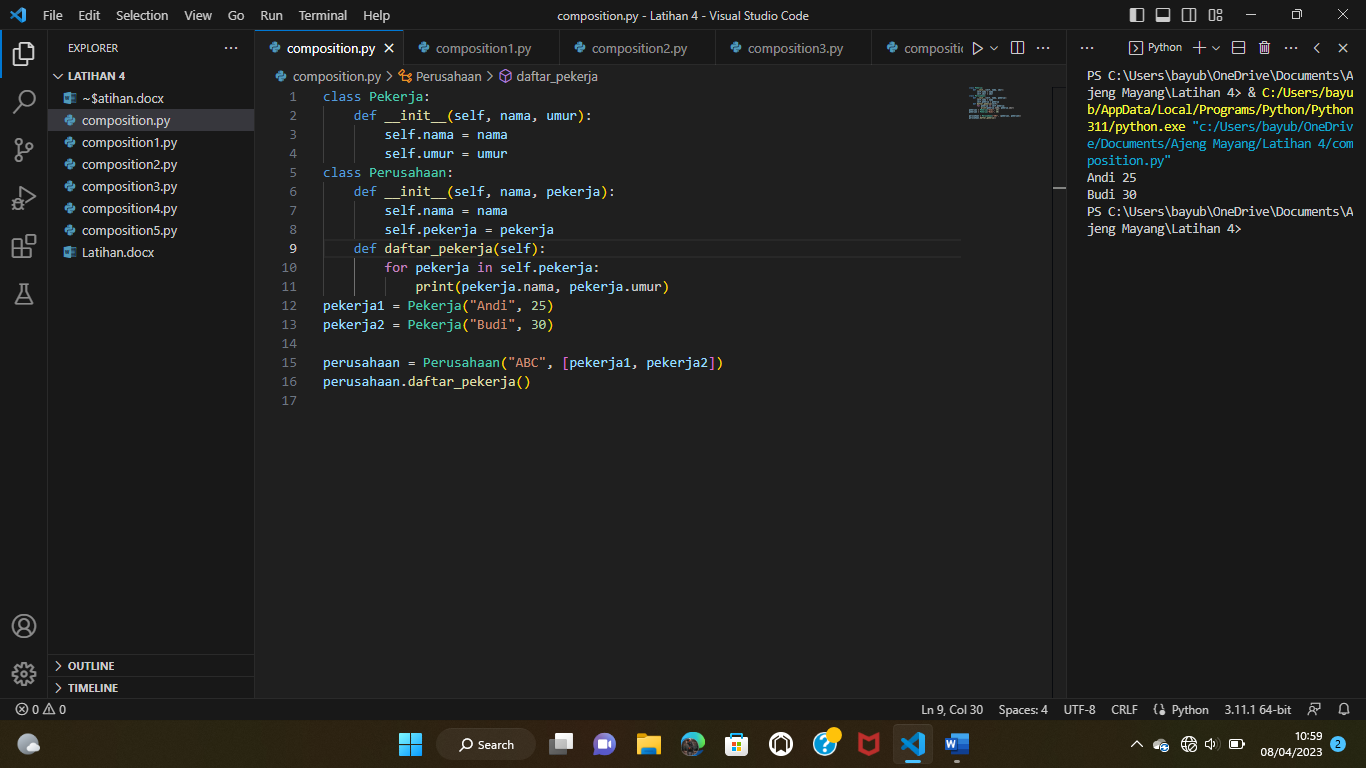 File Edit Selection View Go Run Terminal Help
composition.py - Latihan 4 - Visual Studio Code
EXPLORER
LATIHAN 4
~$atihan.docx
composition.py
composition1.py
composition2.py
composition3.py
composition4.py
composition5.py
Latihan.docx
OUTLINE
TIMELINE
composition.py composition1.py composition2.py composition3.py
composition.py > Perusahaan > daftar_pekerja
1 class Pekerja:
2     def __init__(self, nama, umur):
3         self.nama = nama
4         self.umur = umur
5 class Perusahaan:
6     def __init__(self, nama, pekerja):
7         self.nama = nama
8         self.pekerja = pekerja
9     def daftar_pekerja(self):
10         for pekerja in self.pekerja:
11             print(pekerja.nama, pekerja.umur)
12 pekerja1 = Pekerja("Andi", 25)
13 pekerja2 = Pekerja("Budi", 30)
14
15 perusahaan = Perusahaan("ABC", [pekerja1, pekerja2])
16 perusahaan.daftar_pekerja()
17
Python
PS C:\Users\bayub\OneDrive\Documents\A
jeng Mayang\Latihan 4> & C:/Users/bayu
b/AppData/Local/Programs/Python/Python
311/python.exe "c:/Users/bayub/OneDriv
e/Documents/Ajeng Mayang/Latihan 4/com
position.py"
Andi 25
Budi 30
PS C:\Users\bayub\OneDrive\Documents\A
jeng Mayang\Latihan 4>
0 0
Ln 9, Col 30 Spaces: 4 UTF-8 CRLF Python 3.11.1 64-bit
Search
10:59
08/04/2023
2